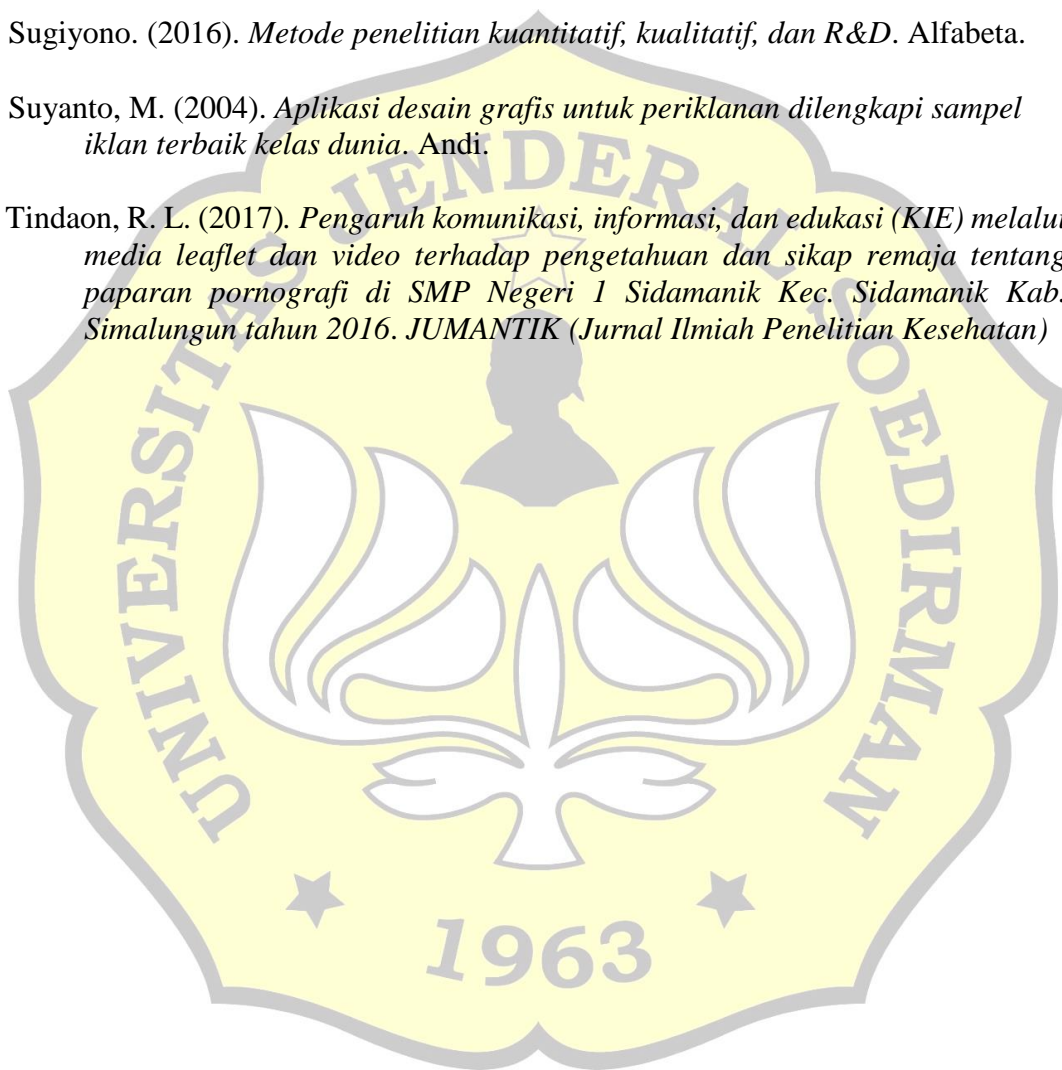 Sugiyono. (2016). Metode penelitian kuantitatif, kualitatif, dan R&D. Alfabeta.
Suyanto, M. (2004). Aplikasi desain grafis untuk periklanan dilengkapi sampel
iklan terbaik kelas dunia. Andi.
Tindaon, R. L. (2017). Pengaruh komunikasi, informasi, dan edukasi (KIE) melalui
media leaflet dan video terhadap pengetahuan dan sikap remaja tentang
paparan pornografi di SMP Negeri 1 Sidamanik Kec. Sidamanik Kab.
Simalungun tahun 2016. JUMANTIK (Jurnal Ilmiah Penelitian Kesehatan)
UNIVERSITAS JENDERAL SOEDIRMAN
1963